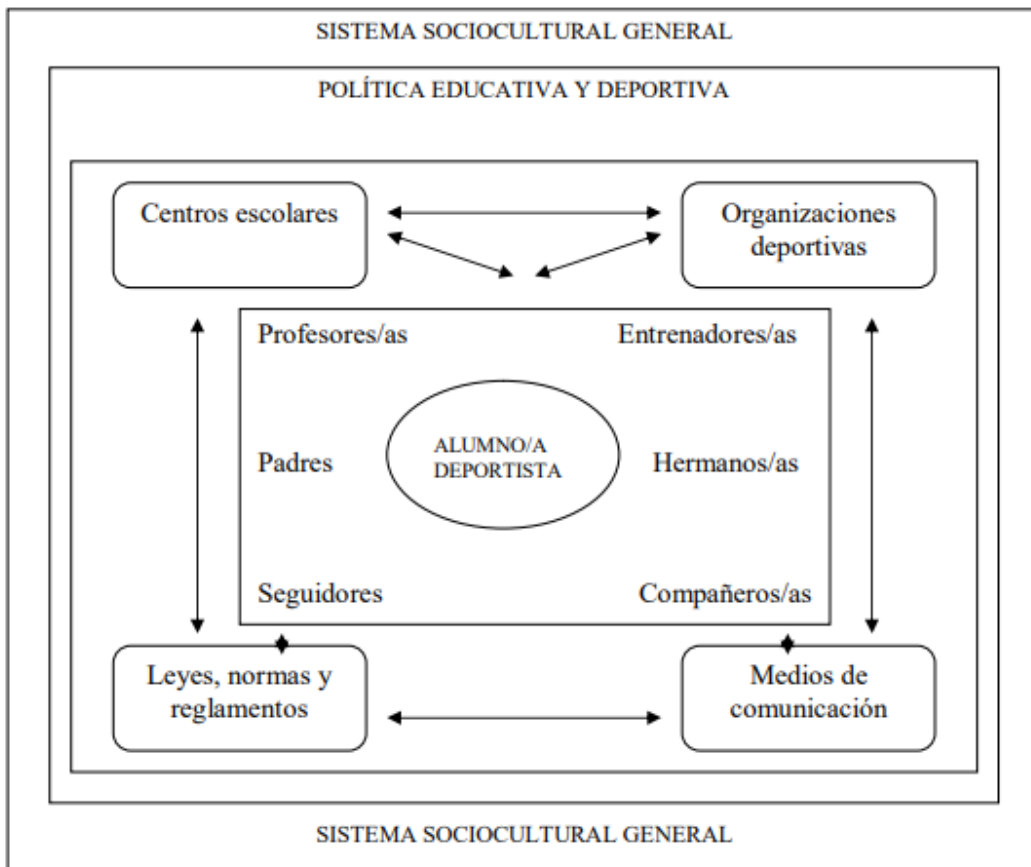 SISTEMA SOCIOCULTURAL GENERAL
POLÍTICA EDUCATIVA Y DEPORTIVA
Centros escolares
Organizaciones
deportivas
Profesores/as
Entrenadores/as
ALUMNO/A
DEPORTISTA
Padres
Hermanos/as
Seguidores
Compañeros/as
Leyes, normas y
reglamentos
Medios de
comunicación
SISTEMA SOCIOCULTURAL GENERAL